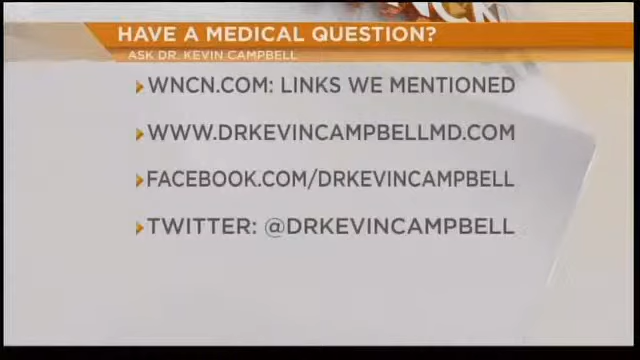 HAVE A MEDICAL QUESTION?
ASK DR. KEVIN CAMPBELL
WNCN.COM: LINKS WE MENTIONED
WWW.DRKEVINCAMPBELLMD.COM
FACEBOOK.COM/DRKEVINCAMPBELL
TWITTER: @DRKEVINCAMPBELL